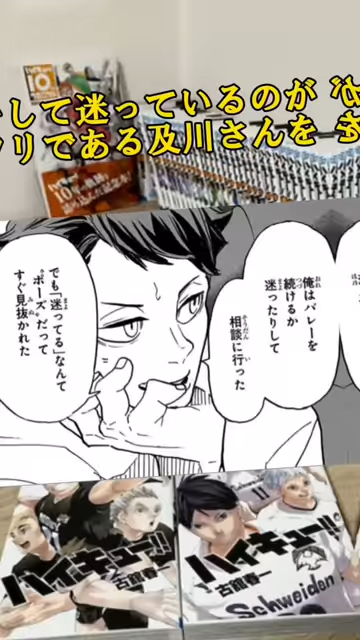 して迷っているのが
リである及川さんを
俺はバレーを
続けるか
迷ったりして
相談に行った
でも「迷ってる」なんて
"ポーズ"だって
すぐ見抜かれた
ハイキュー!!
古舘春一
ハイキュー!!
古舘春一
Schweiden